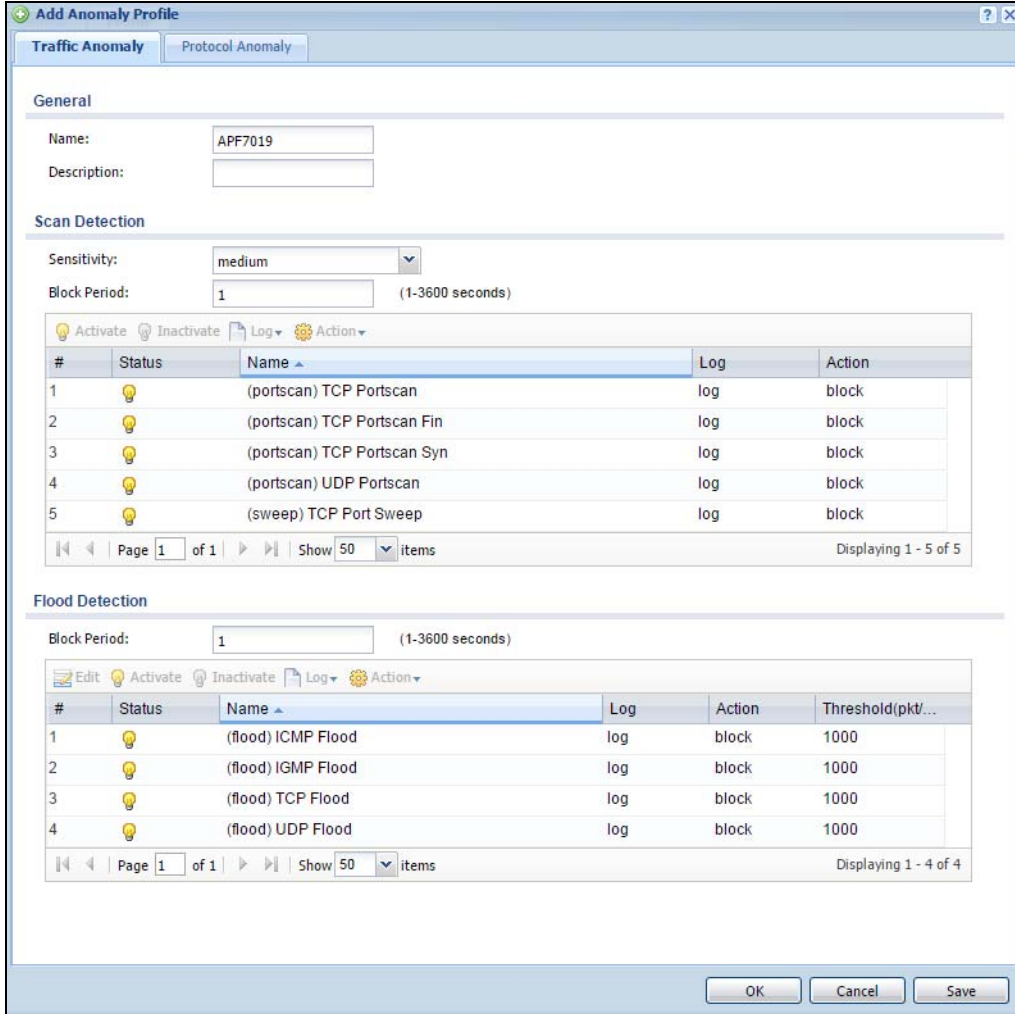 Add Anomaly Profile ? X
Traffic Anomaly Protocol Anomaly
General
Name: APF7019
Description:
Scan Detection
Sensitivity: medium
Block Period: 1 (1-3600 seconds)
Activate Inactivate Log Action
# Status Name Log Action
1 (portscan) TCP Portscan log block
2 (portscan) TCP Portscan Fin log block
3 (portscan) TCP Portscan Syn log block
4 (portscan) UDP Portscan log block
5 (sweep) TCP Port Sweep log block
Page 1 of 1 Show 50 items Displaying 1 - 5 of 5
Flood Detection
Block Period: 1 (1-3600 seconds)
Edit Activate Inactivate Log Action
# Status Name Log Action Threshold(pkt/...
1 (flood) ICMP Flood log block 1000
2 (flood) IGMP Flood log block 1000
3 (flood) TCP Flood log block 1000
4 (flood) UDP Flood log block 1000
Page 1 of 1 Show 50 items Displaying 1 - 4 of 4
OK Cancel Save